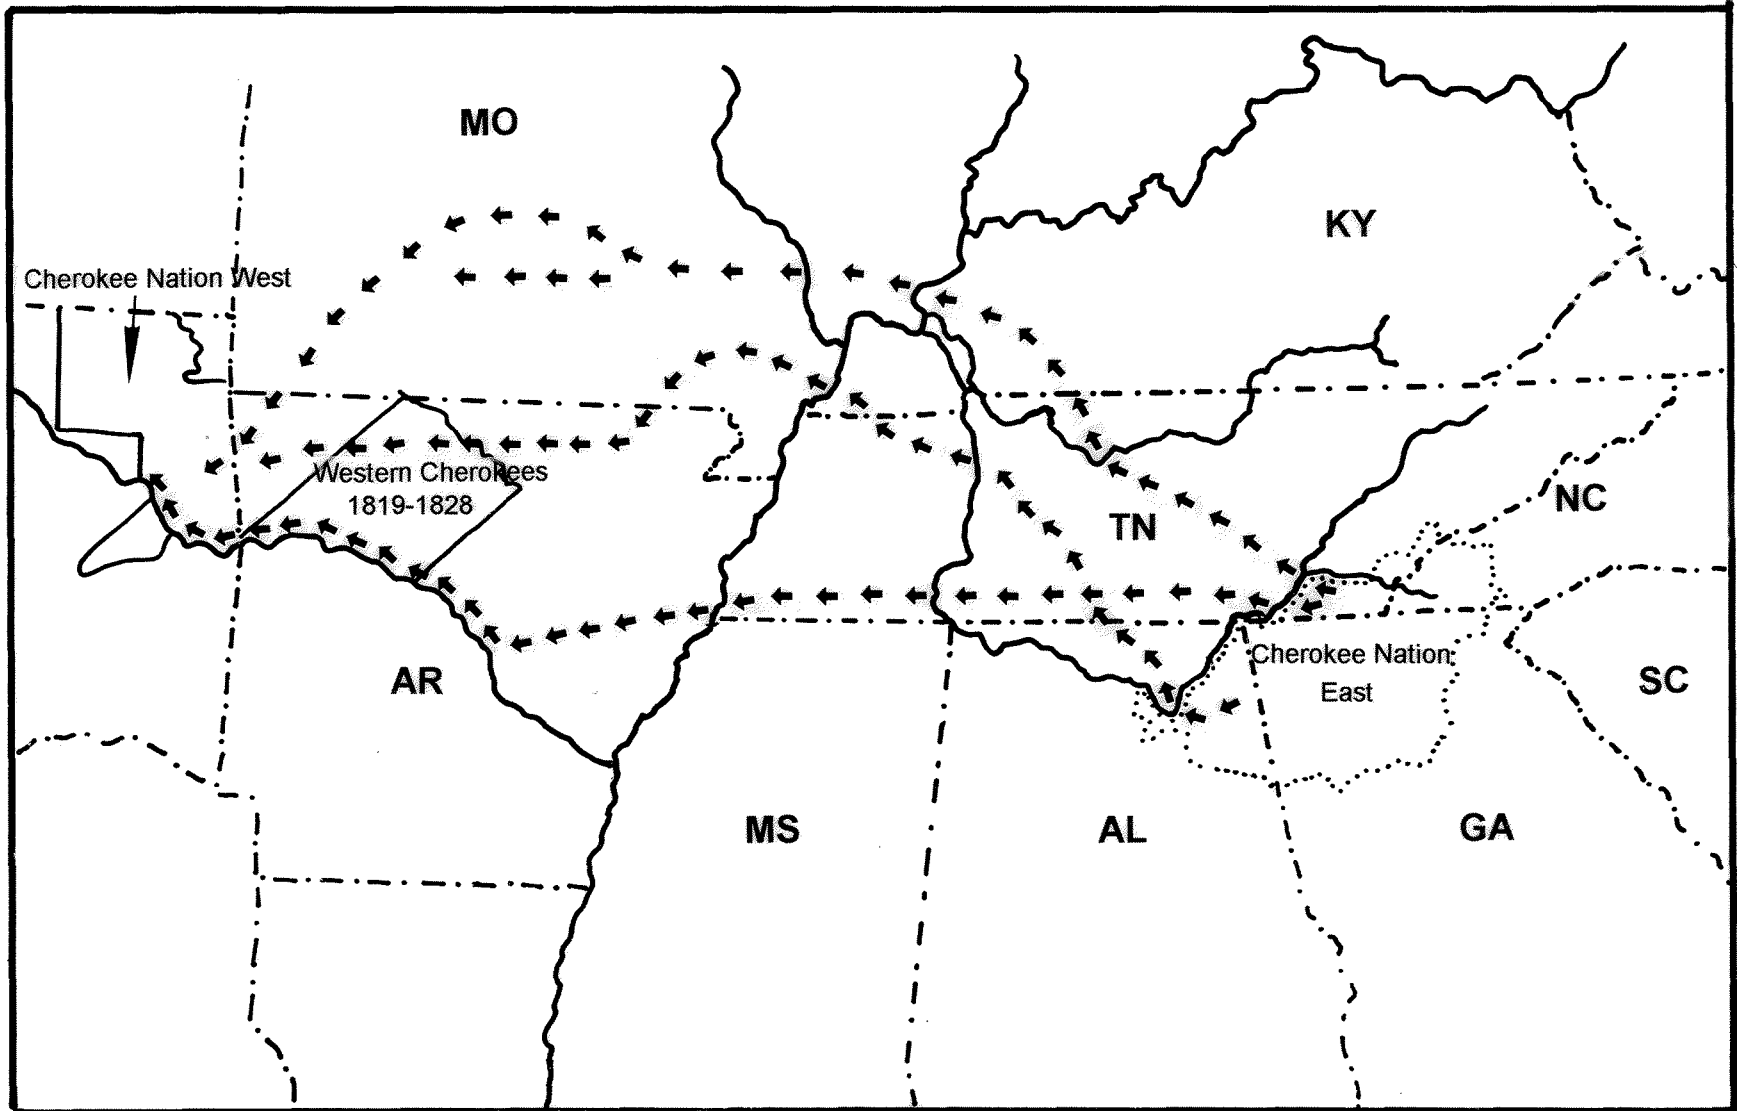 MO
KY
Cherokee Nation West
Western Cherokees
1819-1828
NC
TN
Cherokee Nation
East
AR
SC
MS
AL
GA